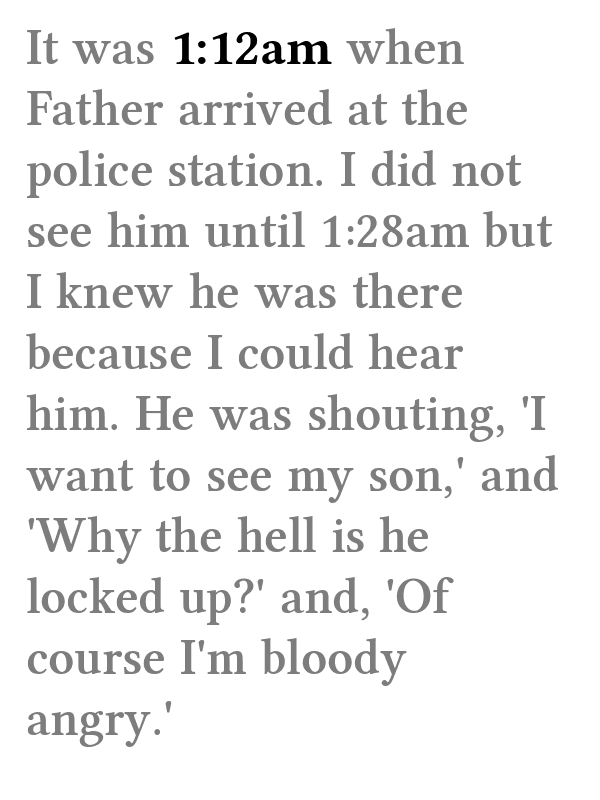 It was 1:12am when
Father arrived at the
police station. I did not
see him until 1:28am but
I knew he was there
because I could hear
him. He was shouting, 'I
want to see my son,' and
'Why the hell is he
locked up?' and, 'Of
course I'm bloody
angry.'